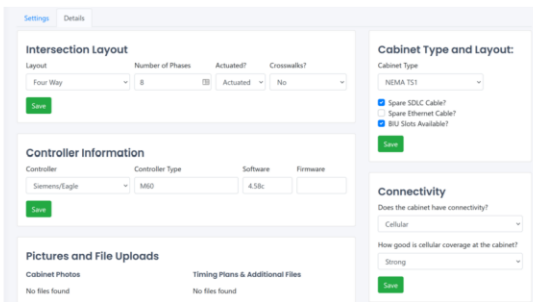 Settings Details
Intersection Layout
Layout Number of Phases Actuated? Crosswalks?
Four Way 8 Actuated No
Save
Controller Information
Controller Controller Type Software Firmware
Siemens/Eagle M60 4.58c
Save
Pictures and File Uploads
Cabinet Photos Timing Plans & Additional Files
No files found No files found
Cabinet Type and Layout:
Cabinet Type
NEMA TS1
Spare SDLC Cable?
Spare Ethernet Cable?
BIU Slots Available?
Save
Connectivity
Does the cabinet have connectivity?
Cellular
How good is cellular coverage at the cabinet?
Strong
Save